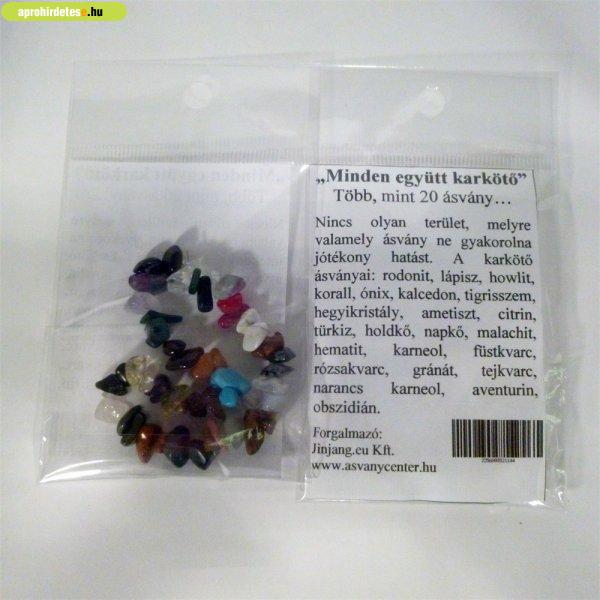 aprohirdetese.hu
„Minden együtt karkötő”
Több, mint 20 ásvány…
Nincs olyan terület, melyre
valamely ásvány ne gyakorolna
jótékony hatást. A karkötő
ásványai: rodonit, lápisz, howlit,
korall, ónix, kalcedon, tigrisszem,
hegyikristály, ametiszt, citrin,
türkiz, holdkő, napkő, malachit,
hematit, karneol, füstkvarc,
rózsakvarc, gránát, tejkvarc,
narancs karneol, aventurin,
obszidián.
Forgalmazó:
Jinjang.eu Kft.
www.asvanycenter.hu